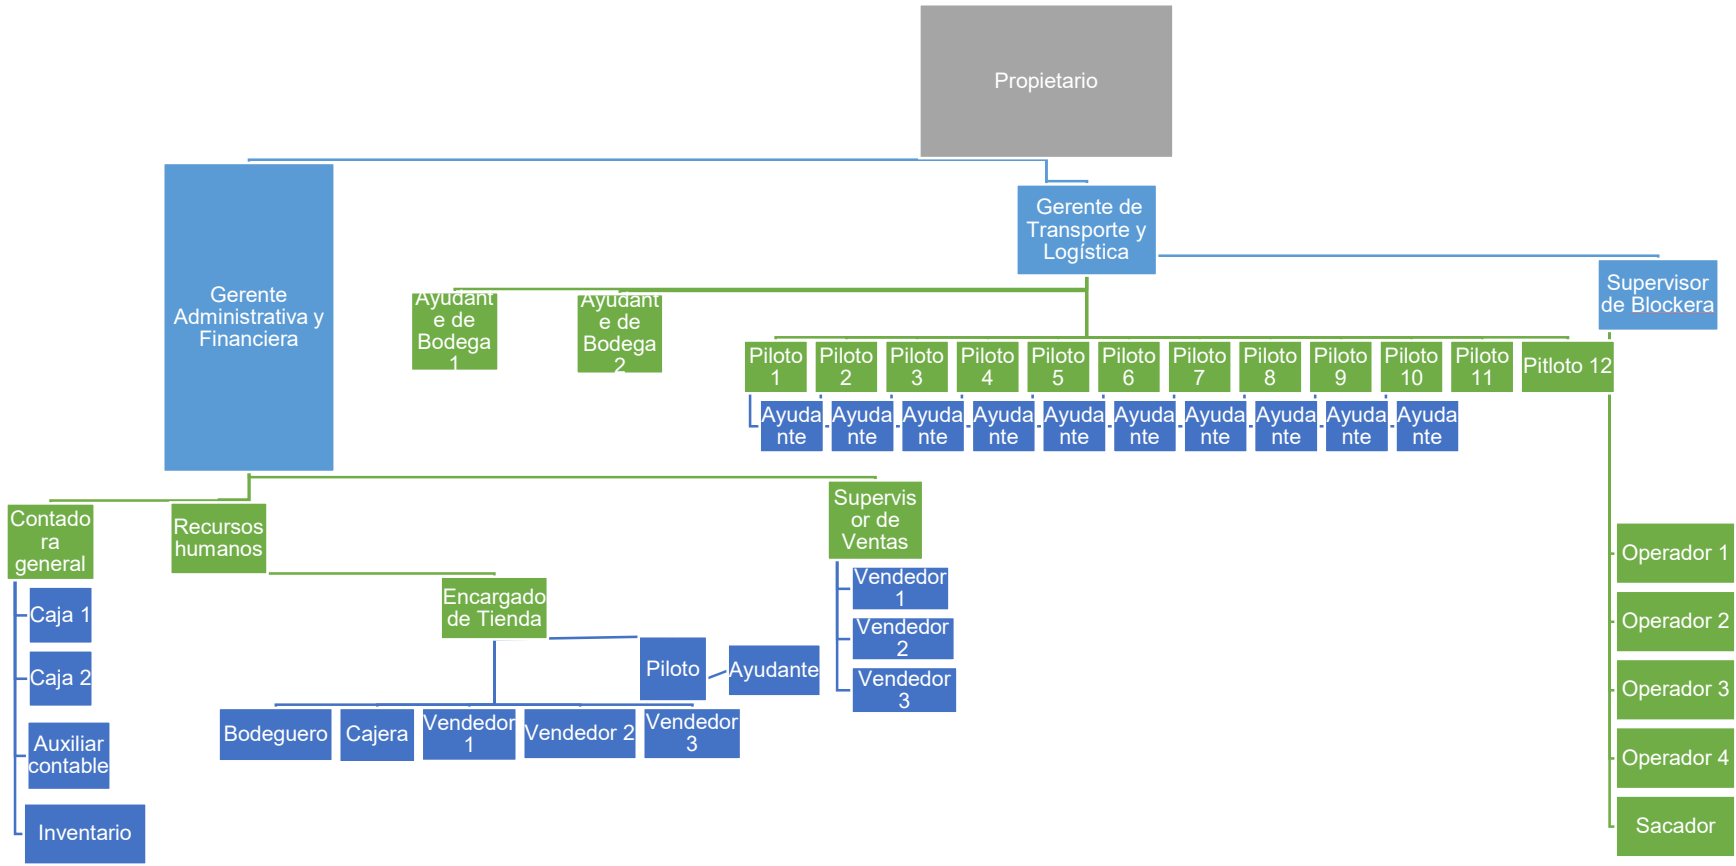 Propietario
Gerente de
Transporte y
Logística
Gerente
Administrativa y
Financiera
Supervisor
de Blockera
Ayudant
e de
Bodega
1
Ayudant
e de
Bodega
2
Piloto
1
Piloto
2
Piloto
3
Piloto
4
Piloto
5
Piloto
6
Piloto
7
Piloto
8
Piloto
9
Piloto
10
Piloto
11
Pitloto 12
Ayuda
nte
Ayuda
nte
Ayuda
nte
Ayuda
nte
Ayuda
nte
Ayuda
nte
Ayuda
nte
Ayuda
nte
Ayuda
nte
Ayuda
nte
Contado
ra
general
Recursos
humanos
Supervis
or de
Ventas
Encargado
de Tienda
Caja 1
Caja 2
Auxiliar
contable
Inventario
Piloto
Ayudante
Bodeguero
Cajera
Vendedor
1
Vendedor 2
Vendedor
3
Vendedor
1
Vendedor
2
Vendedor
3
Operador 1
Operador 2
Operador 3
Operador 4
Sacador